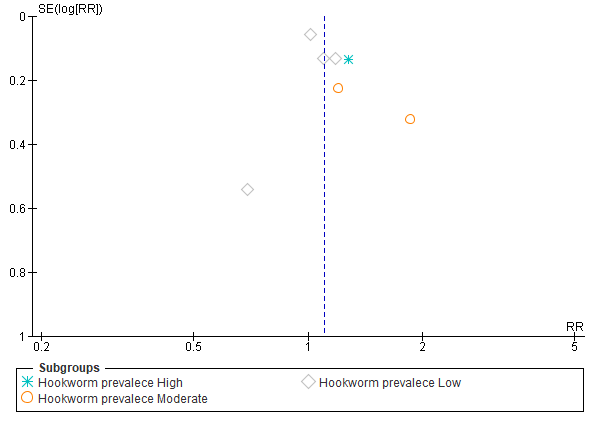 SE(log[RR])
0
0.2
0.4
0.6
0.8
1
RR
0.2 0.5 1 2 5
Subgroups
Hookworm prevalece High Hookworm prevalece Low
Hookworm prevalece Moderate